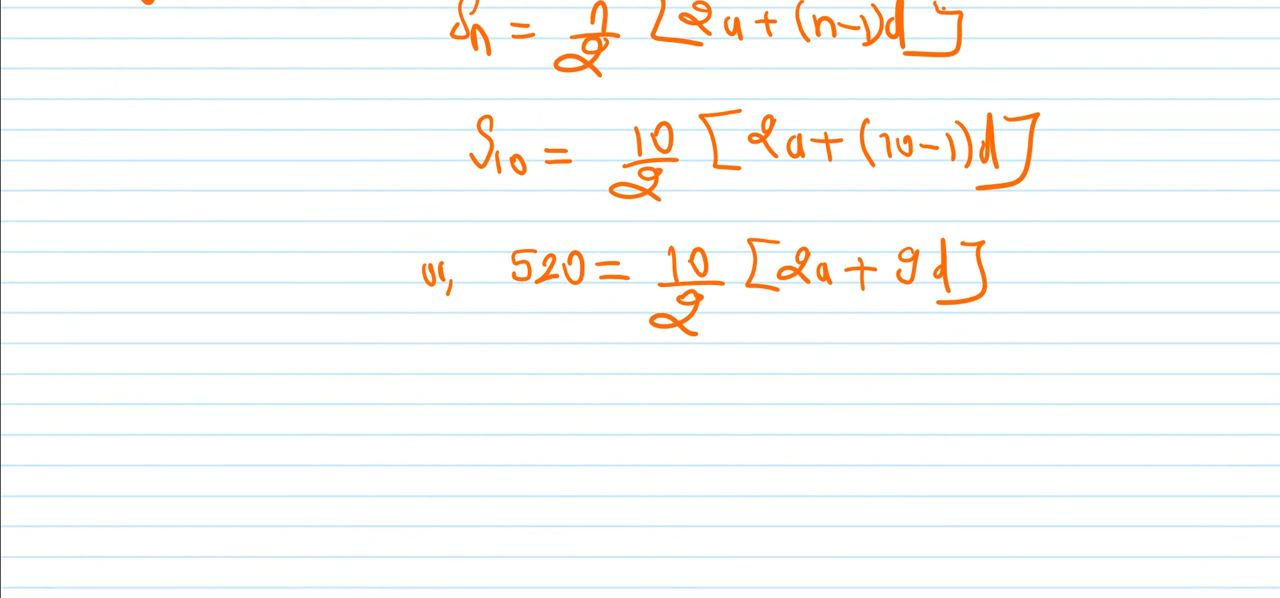 Sn = n/2 [2a + (n-1)d]
S10 = 10/2 [2a + (10-1)d]
or, 520 = 10/2 [2a + 9d]